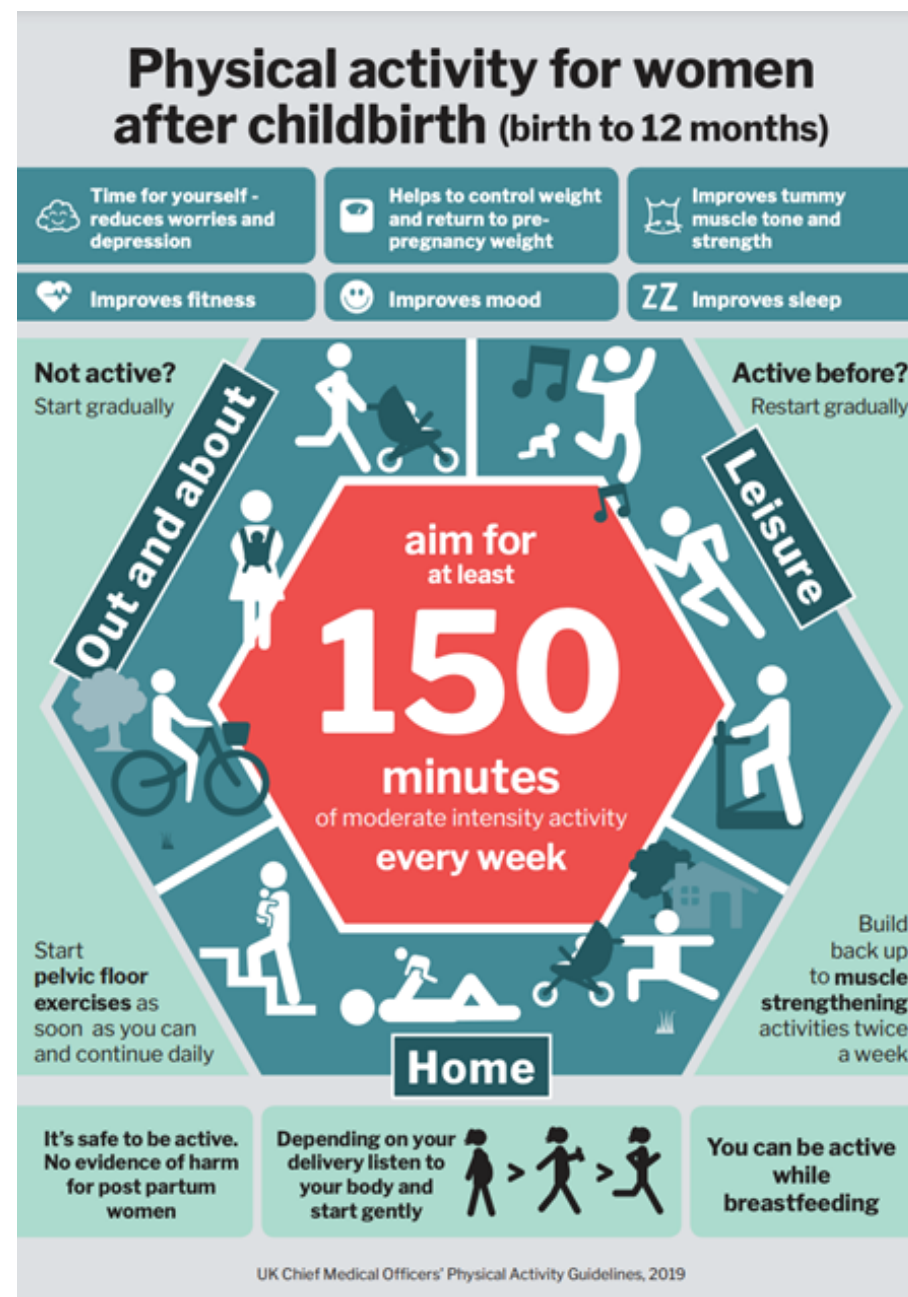 Physical activity for women
after childbirth (birth to 12 months)
Time for yourself -
reduces worries and
depression
Helps to control weight
and return to pre-
pregnancy weight
Improves tummy
muscle tone and
strength
Improves fitness
Improves mood
ZZ Improves sleep
Not active?
Start gradually
Active before?
Restart gradually
Out and about
Leisure
aim for
at least
150
minutes
of moderate intensity activity
every week
Start
pelvic floor
exercises as
soon as you can
and continue daily
Build
back up
to muscle
strengthening
activities twice
a week
Home
It's safe to be active.
No evidence of harm
for post partum
women
Depending on your
delivery listen to
your body and
start gently
> >
You can be active
while
breastfeeding
UK Chief Medical Officers' Physical Activity Guidelines, 2019